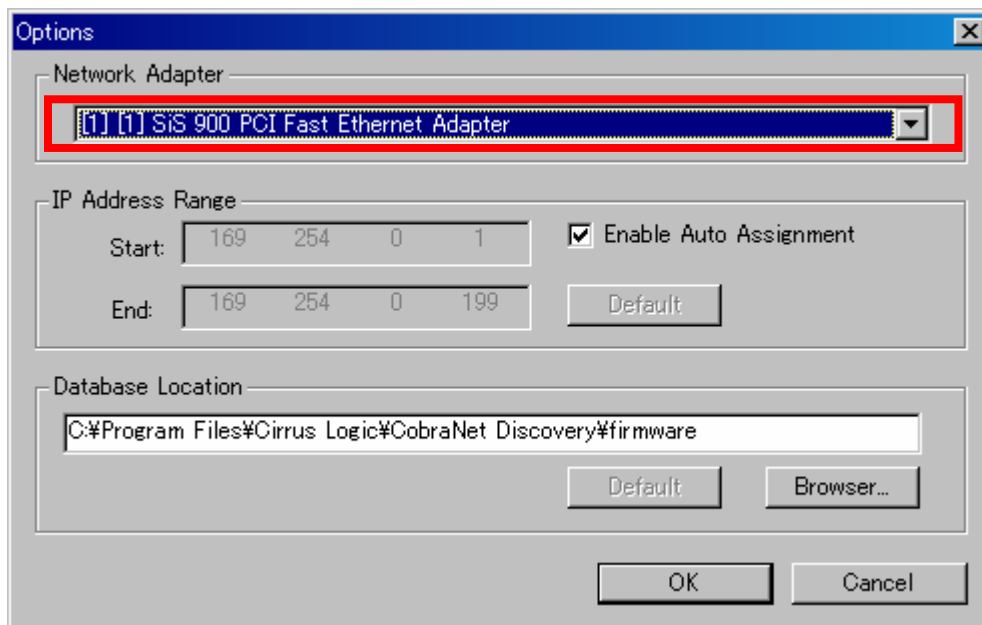 Options
Network Adapter
[1] [1] SiS 900 PCI Fast Ethernet Adapter
IP Address Range
Start: 169 254 0 1
Enable Auto Assignment
End: 169 254 0 199
Default
Database Location
C:¥Program Files¥Cirrus Logic¥CobraNet Discovery¥firmware
Default Browser...
OK Cancel